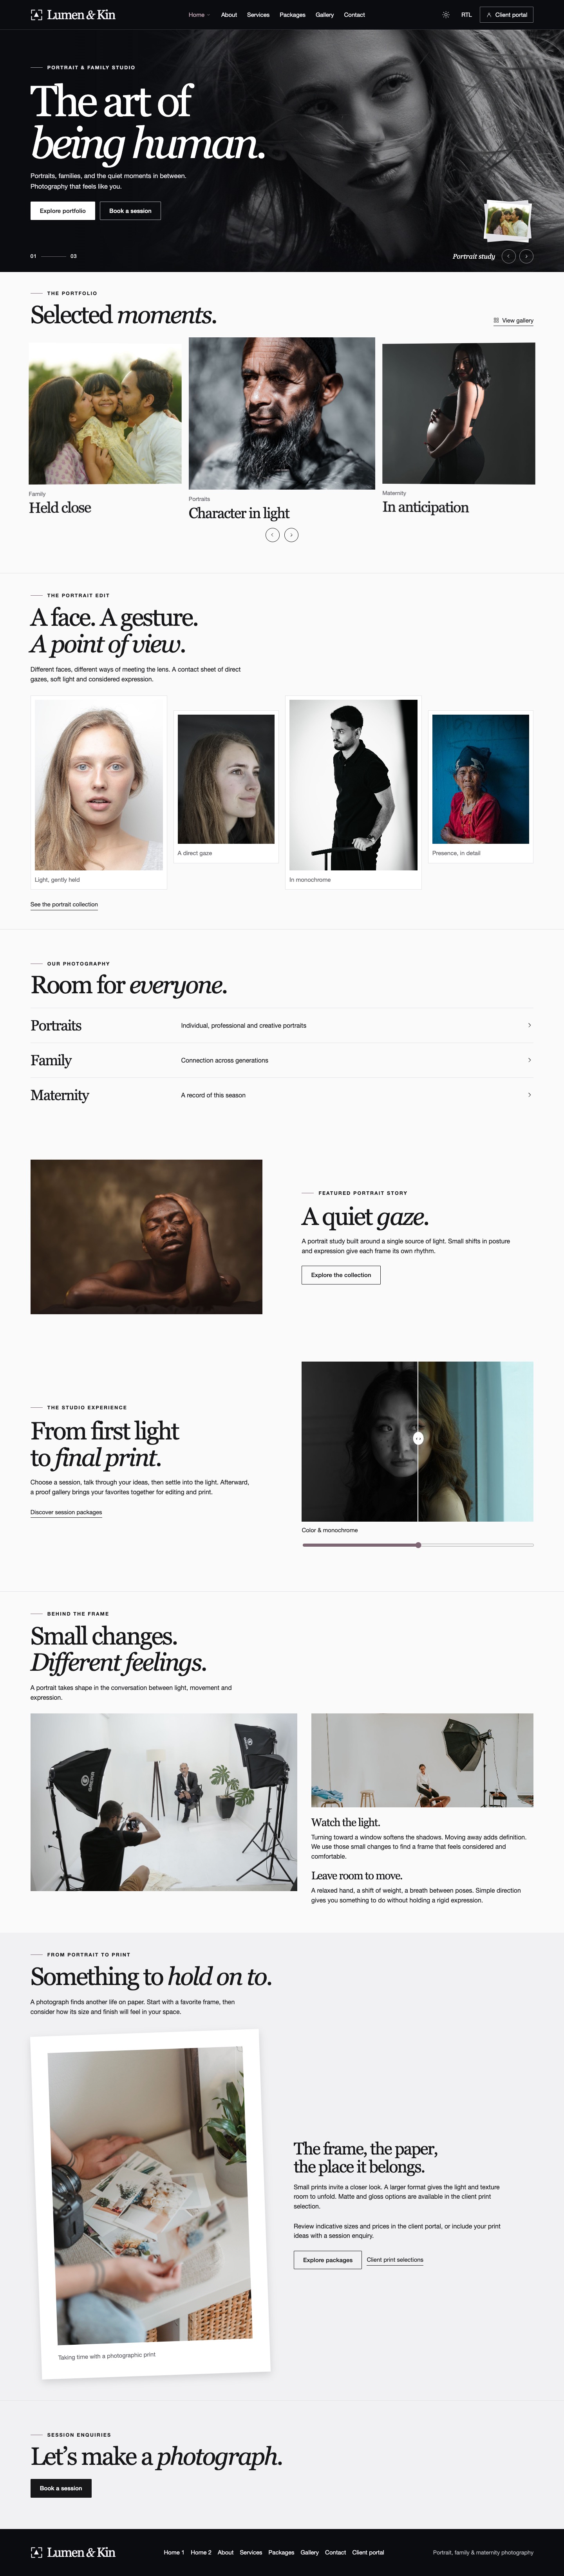 Lumen & Kin
Home About Services Packages Gallery Contact
RTL
Client portal
PORTRAIT & FAMILY STUDIO
The art of
being human.
Portraits, families, and the quiet moments in between.
Photography that feels like you.
Explore portfolio
Book a session
01 03
Portrait study
THE PORTFOLIO
Selected moments.
View gallery
Family
Held close
Portraits
Character in light
Maternity
In anticipation
THE PORTRAIT EDIT
A face. A gesture.
A point of view.
Different faces, different ways of meeting the lens. A contact sheet of direct
gazes, soft light and considered expression.
Light, gently held
A direct gaze
In monochrome
Presence, in detail
See the portrait collection
OUR PHOTOGRAPHY
Room for everyone.
Portraits
Individual, professional and creative portraits
Family
Connection across generations
Maternity
A record of this season
FEATURED PORTRAIT STORY
A quiet gaze.
A portrait study built around a single source of light. Small shifts in posture
and expression give each frame its own rhythm.
Explore the collection
THE STUDIO EXPERIENCE
From first light
to final print.
Choose a session, talk through your ideas, then settle into the light. Afterward,
a proof gallery brings your favorites together for editing and print.
Discover session packages
Color & monochrome
BEHIND THE FRAME
Small changes.
Different feelings.
A portrait takes shape in the conversation between light, movement and
expression.
Watch the light.
Turning toward a window softens the shadows. Moving away adds definition.
We use those small changes to find a frame that feels considered and
comfortable.
Leave room to move.
A relaxed hand, a shift of weight, a breath between poses. Simple direction
gives you something to do without holding a rigid expression.
FROM PORTRAIT TO PRINT
Something to hold on to.
A photograph finds another life on paper. Start with a favorite frame, then
consider how its size and finish will feel in your space.
Taking time with a photographic print
The frame, the paper,
the place it belongs.
Small prints invite a closer look. A larger format gives the light and texture
room to unfold. Matte and gloss options are available in the client print
selection.
Review indicative sizes and prices in the client portal, or include your print
ideas with a session enquiry.
Explore packages
Client print selections
SESSION ENQUIRIES
Let’s make a photograph.
Book a session
Lumen & Kin
Home 1 Home 2 About Services Packages Gallery Contact Client portal
Portrait, family & maternity photography